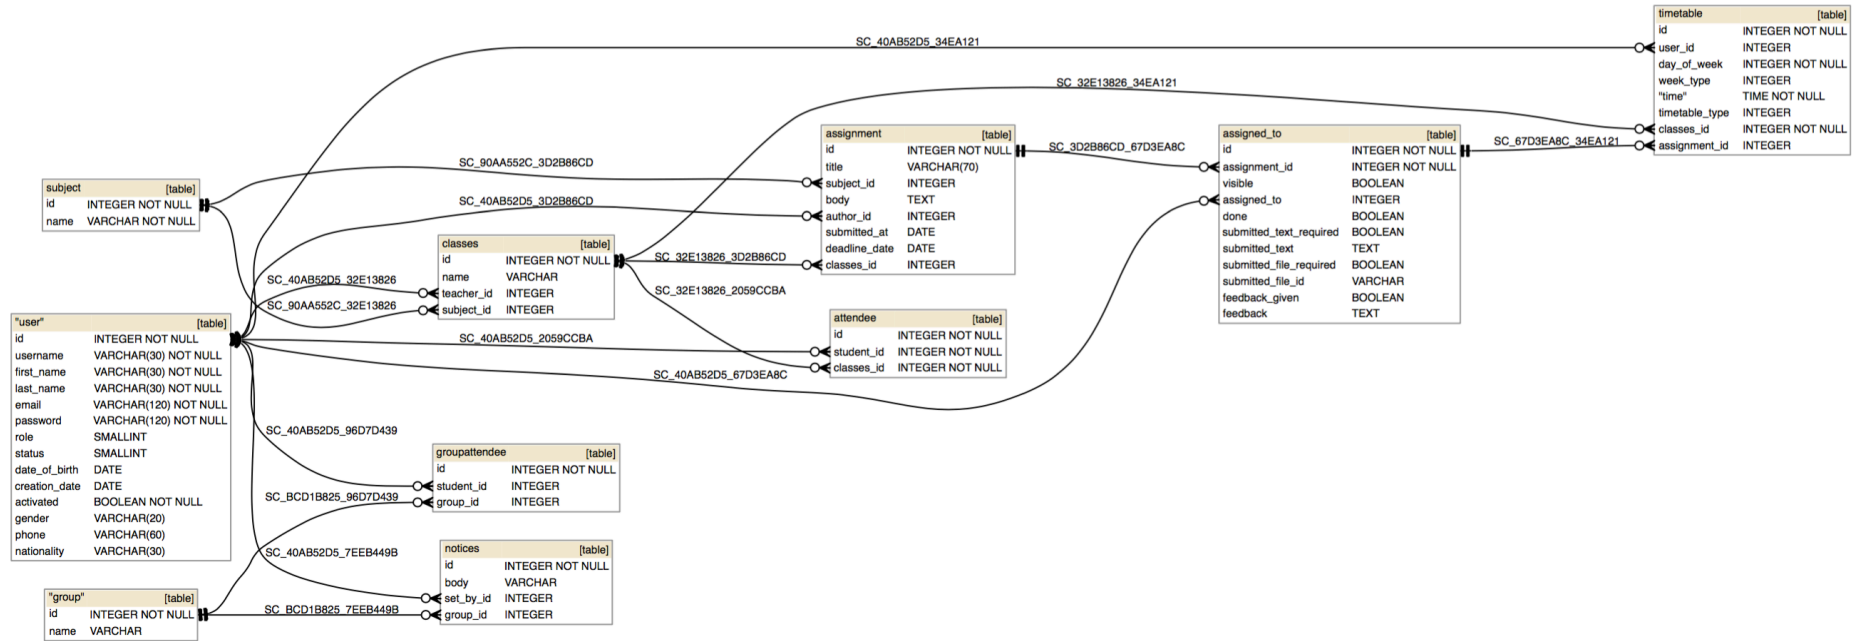 timetable [table]
id INTEGER NOT NULL
user_id INTEGER
day_of_week INTEGER NOT NULL
week_type INTEGER
"time" TIME NOT NULL
timetable_type INTEGER
classes_id INTEGER NOT NULL
assignment_id INTEGER
SC_40AB52D5_34EA121
SC_32E13826_34EA121
assignment [table]
id INTEGER NOT NULL
title VARCHAR(70)
subject_id INTEGER
body TEXT
author_id INTEGER
submitted_at DATE
deadline_date DATE
classes_id INTEGER
SC_3D2B86CD_67D3EA8C
assigned_to [table]
id INTEGER NOT NULL
assignment_id INTEGER NOT NULL
visible BOOLEAN
assigned_to INTEGER
done BOOLEAN
submitted_text_required BOOLEAN
submitted_text TEXT
submitted_file_required BOOLEAN
submitted_file_id VARCHAR
feedback_given BOOLEAN
feedback TEXT
SC_67D3EA8C_34EA121
SC_90AA552C_3D2B86CD
subject [table]
id INTEGER NOT NULL
name VARCHAR NOT NULL
SC_40AB52D5_3D2B86CD
classes [table]
id INTEGER NOT NULL
name VARCHAR
teacher_id INTEGER
subject_id INTEGER
SC_32E13826_3D2B86CD
SC_40AB52D5_32E13826
SC_32E13826_2059CCBA
SC_90AA552C_32E13826
"user" [table]
id INTEGER NOT NULL
username VARCHAR(30) NOT NULL
first_name VARCHAR(30) NOT NULL
last_name VARCHAR(30) NOT NULL
email VARCHAR(120) NOT NULL
password VARCHAR(120) NOT NULL
role SMALLINT
status SMALLINT
date_of_birth DATE
creation_date DATE
activated BOOLEAN NOT NULL
gender VARCHAR(20)
phone VARCHAR(60)
nationality VARCHAR(30)
attendee [table]
id INTEGER NOT NULL
student_id INTEGER NOT NULL
classes_id INTEGER NOT NULL
SC_40AB52D5_2059CCBA
SC_40AB52D5_67D3EA8C
SC_40AB52D5_96D7D439
groupattendee [table]
id INTEGER NOT NULL
student_id INTEGER
group_id INTEGER
SC_BCD1B825_96D7D439
SC_40AB52D5_7EEB449B
notices [table]
id INTEGER NOT NULL
body VARCHAR
set_by_id INTEGER
group_id INTEGER
"group" [table]
id INTEGER NOT NULL
name VARCHAR
SC_BCD1B825_7EEB449B